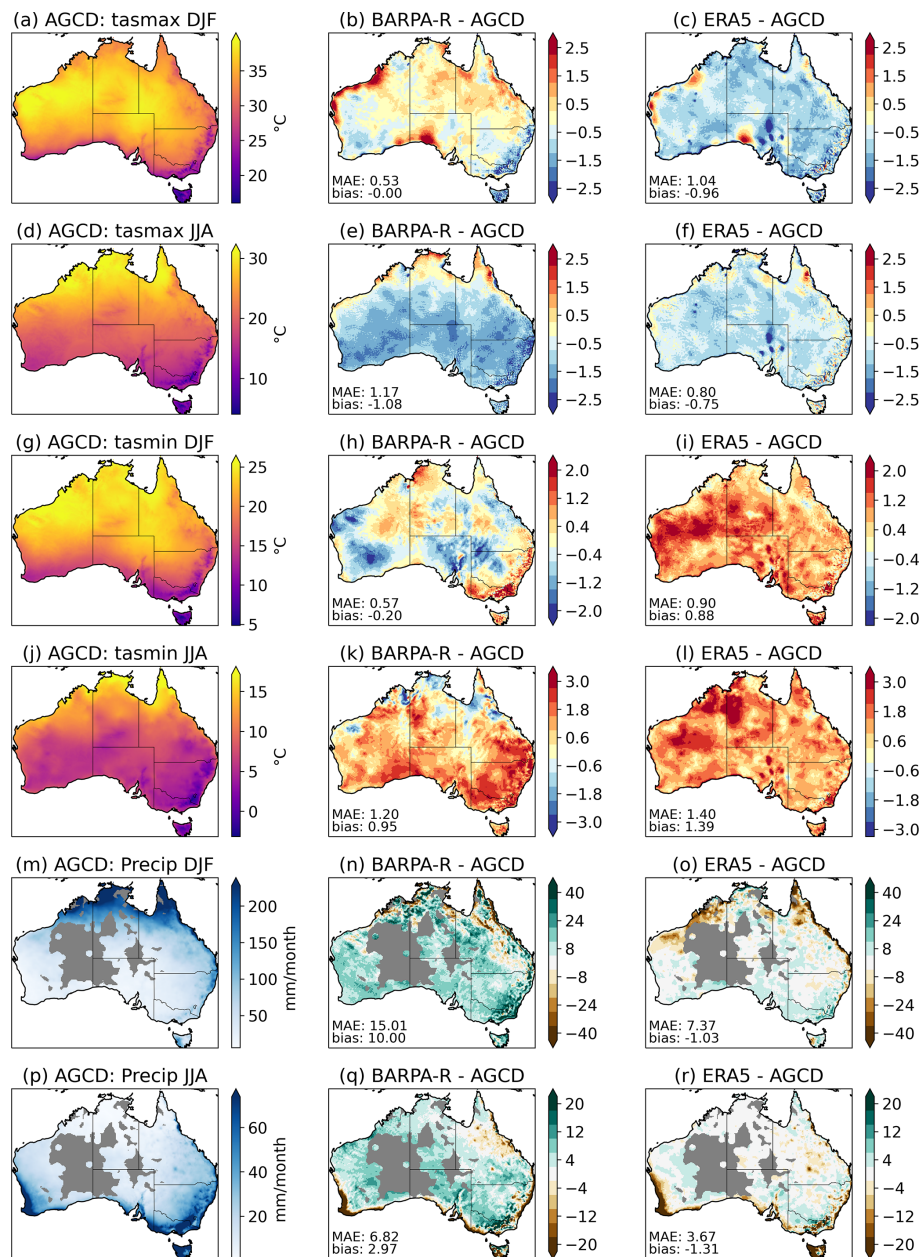 (a) AGCD: tasmax DJF
(b) BARPA-R - AGCD
(c) ERA5 - AGCD
35
30
25
20
°C
MAE: 0.53
bias: -0.00
2.5
1.5
0.5
−0.5
−1.5
−2.5
MAE: 1.04
bias: -0.96
2.5
1.5
0.5
−0.5
−1.5
−2.5
(d) AGCD: tasmax JJA
(e) BARPA-R - AGCD
(f) ERA5 - AGCD
30
20
10
°C
MAE: 1.17
bias: -1.08
2.5
1.5
0.5
−0.5
−1.5
−2.5
MAE: 0.80
bias: -0.75
2.5
1.5
0.5
−0.5
−1.5
−2.5
(g) AGCD: tasmin DJF
(h) BARPA-R - AGCD
(i) ERA5 - AGCD
25
20
15
10
5
°C
MAE: 0.57
bias: -0.20
2.0
1.2
0.4
−0.4
−1.2
−2.0
MAE: 0.90
bias: 0.88
2.0
1.2
0.4
−0.4
−1.2
−2.0
(j) AGCD: tasmin JJA
(k) BARPA-R - AGCD
(l) ERA5 - AGCD
15
10
5
0
°C
MAE: 1.20
bias: 0.95
3.0
1.8
0.6
−0.6
−1.8
−3.0
MAE: 1.40
bias: 1.39
3.0
1.8
0.6
−0.6
−1.8
−3.0
(m) AGCD: Precip DJF
(n) BARPA-R - AGCD
(o) ERA5 - AGCD
200
150
100
50
mm/month
MAE: 15.01
bias: 10.00
40
24
8
−8
−24
−40
MAE: 7.37
bias: -1.03
40
24
8
−8
−24
−40
(p) AGCD: Precip JJA
(q) BARPA-R - AGCD
(r) ERA5 - AGCD
60
40
20
mm/month
MAE: 6.82
bias: 2.97
20
12
4
−4
−12
−20
MAE: 3.67
bias: -1.31
20
12
4
−4
−12
−20